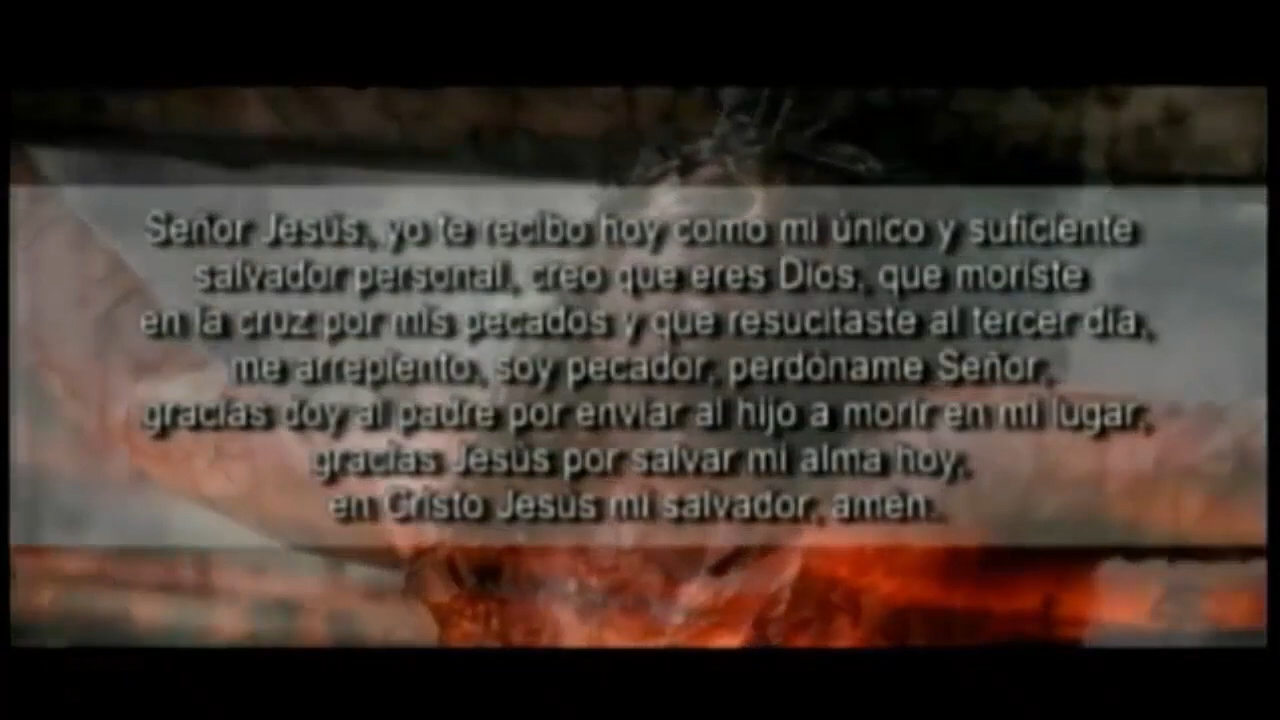 Señor Jesús, yo te recibo hoy como mi único y suficiente
salvador personal, creo que eres Dios, que moriste
en la cruz por mis pecados y que resucitaste al tercer día,
me arrepiento, soy pecador, perdóname Señor,
gracias doy al padre por enviar al hijo a morir en mi lugar,
gracias Jesús por salvar mi alma hoy,
en Cristo Jesús mi salvador, amén.